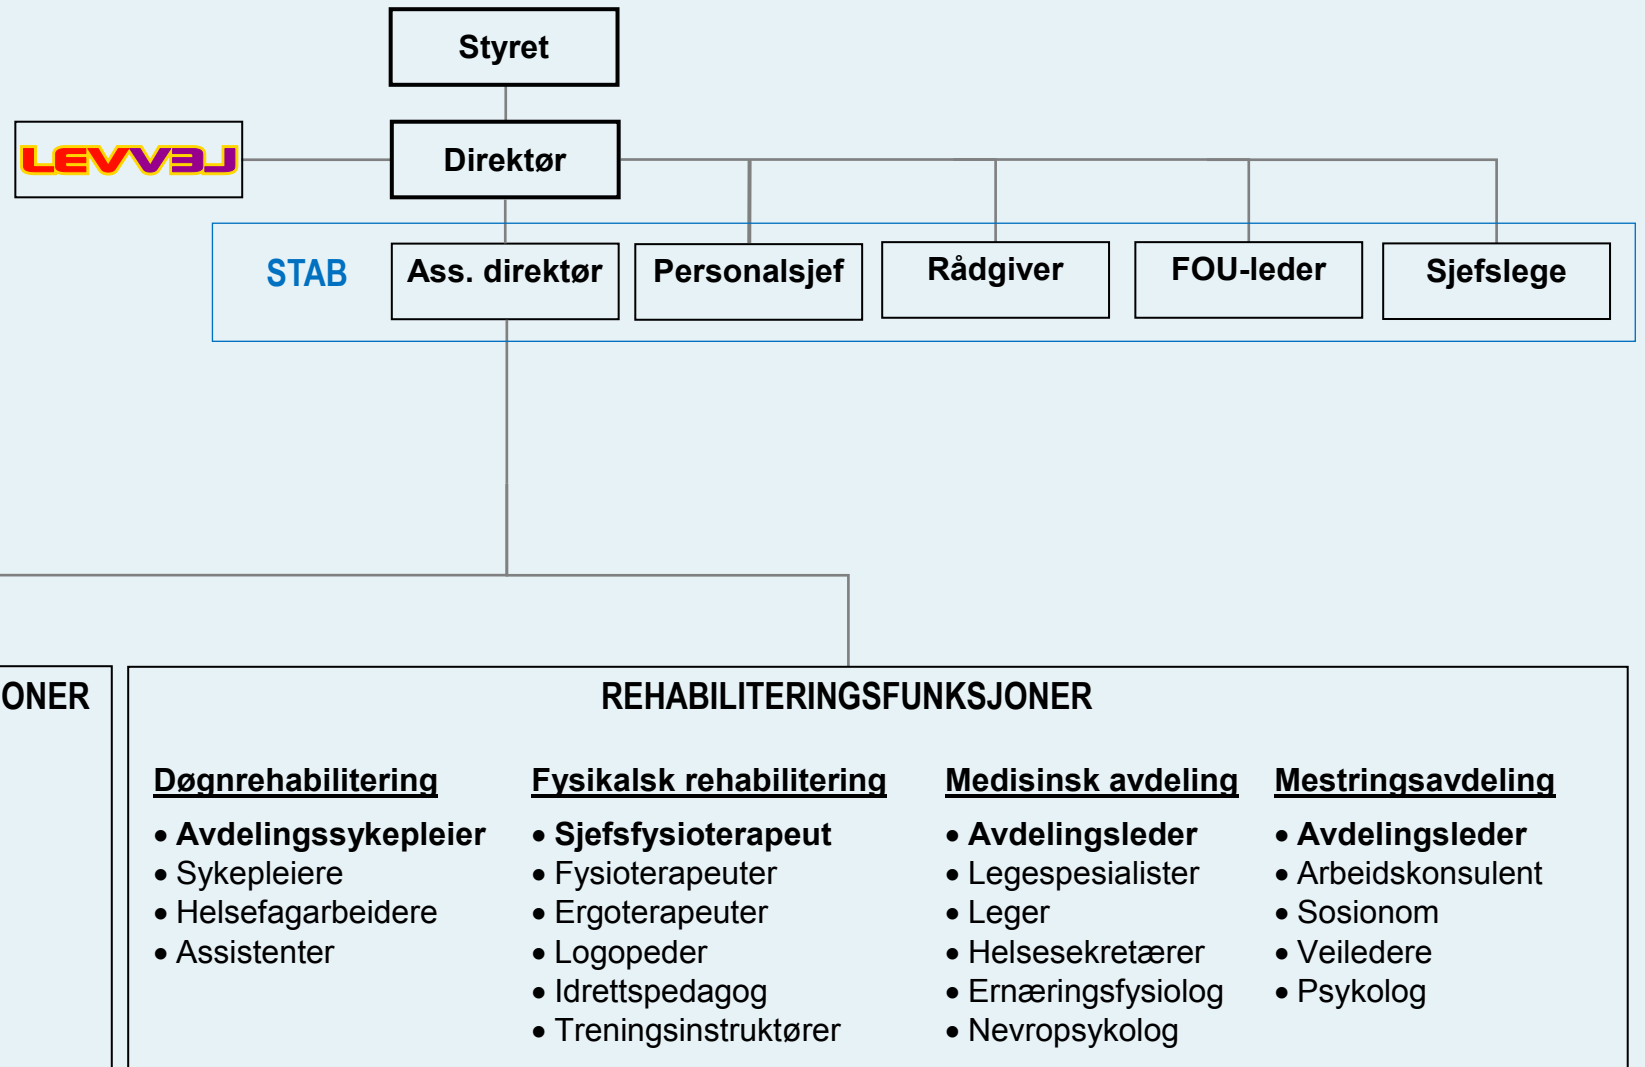 Styret
LEVVEJ
Direktør
STAB
Ass. direktør
Personalsjef
Rådgiver
FOU-leder
Sjefslege
ONER
REHABILITERINGSFUNKSJONER
Døgnrehabilitering
• Avdelingssykepleier
• Sykepleiere
• Helsefagarbeidere
• Assistenter
Fysikalsk rehabilitering
• Sjefsfysioterapeut
• Fysioterapeuter
• Ergoterapeuter
• Logopeder
• Idrettspedagog
• Treningsinstruktører
Medisinsk avdeling
• Avdelingsleder
• Legespesialister
• Leger
• Helsesekretærer
• Ernæringsfysiolog
• Nevropsykolog
Mestringsavdeling
• Avdelingsleder
• Arbeidskonsulent
• Sosionom
• Veiledere
• Psykolog